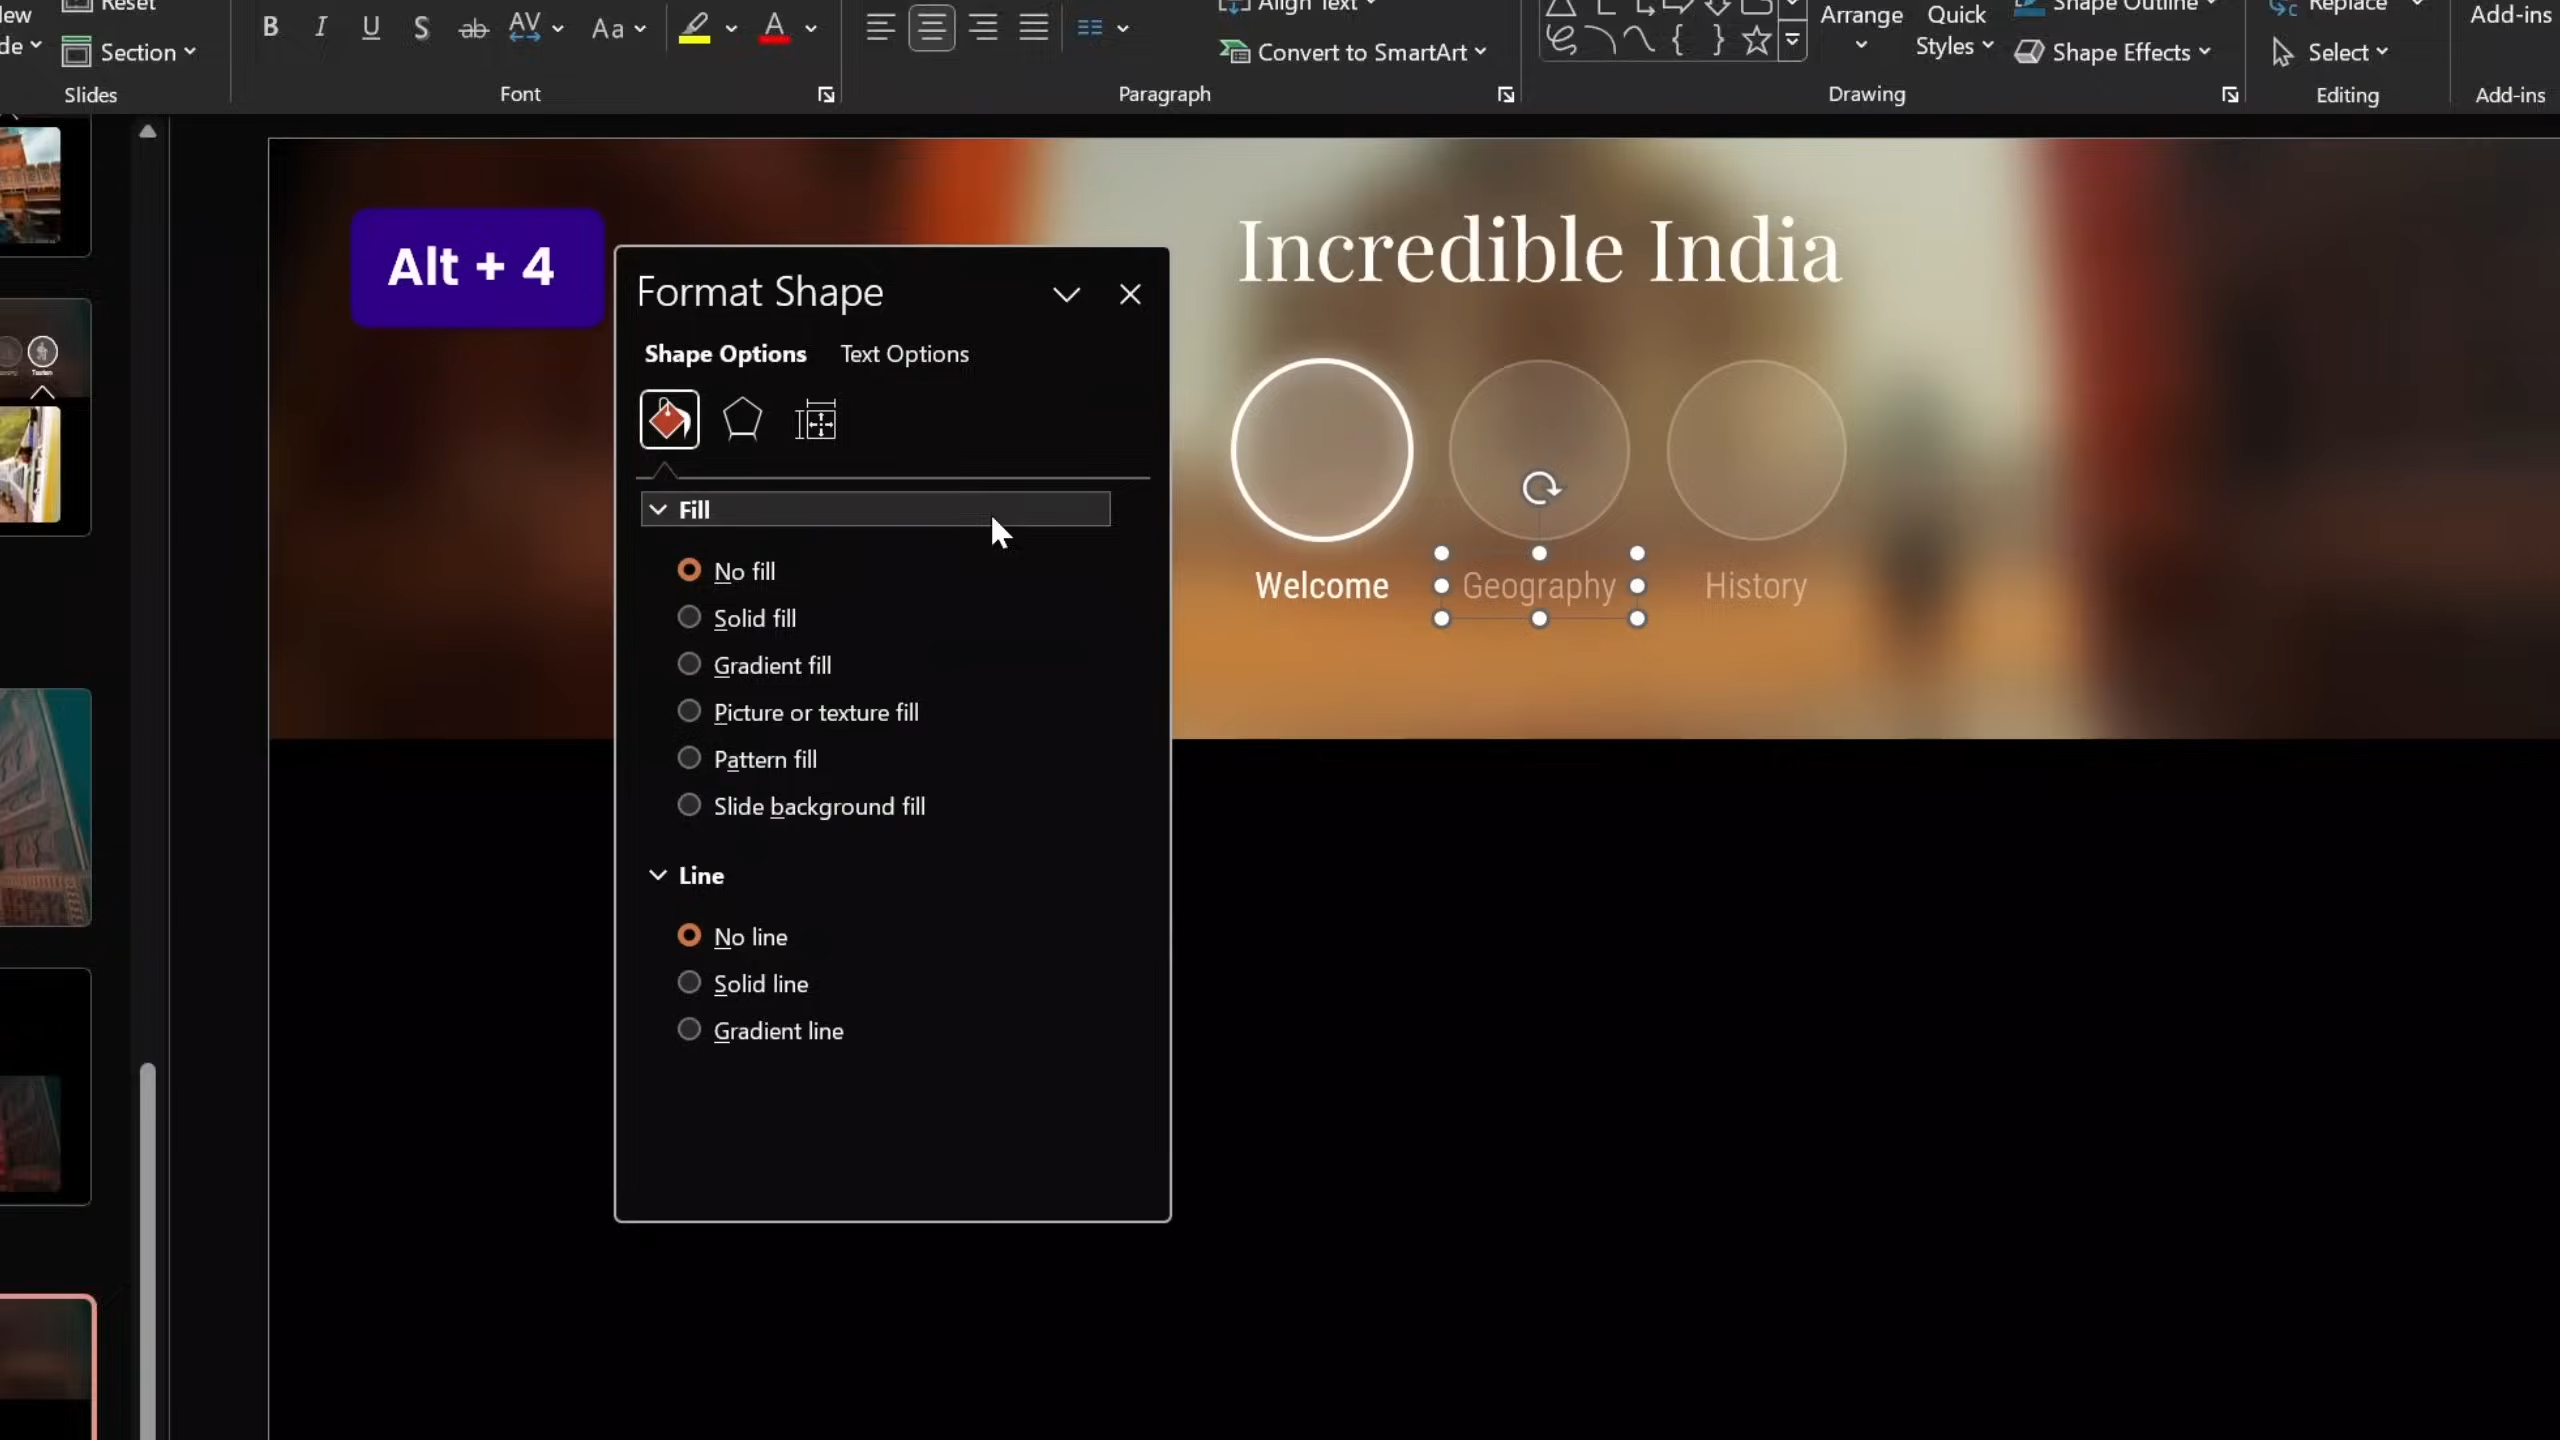 Reset
Section
Slides
B I U S ab AV Aa A
Font
Paragraph
Convert to SmartArt
Arrange
Quick
Styles
Shape Outline
Shape Effects
Drawing
Replace
Select
Editing
Add-ins
Add-ins
Alt + 4
Format Shape
Shape Options Text Options
Fill
No fill
Solid fill
Gradient fill
Picture or texture fill
Pattern fill
Slide background fill
Line
No line
Solid line
Gradient line
Incredible India
Welcome Geography History